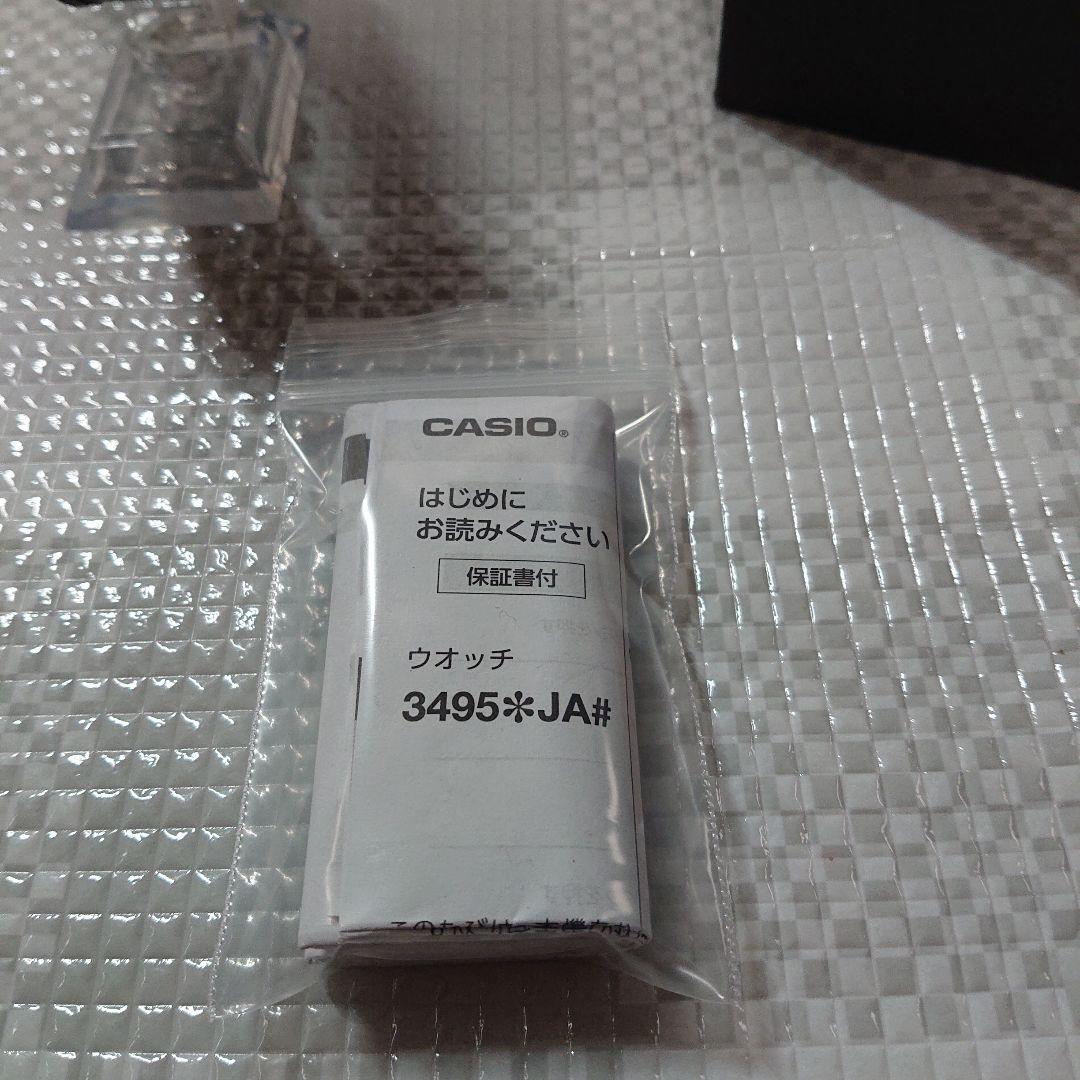 CASIO®
はじめに
お読みください
保証書付
ウオッチ
3495✻JA#